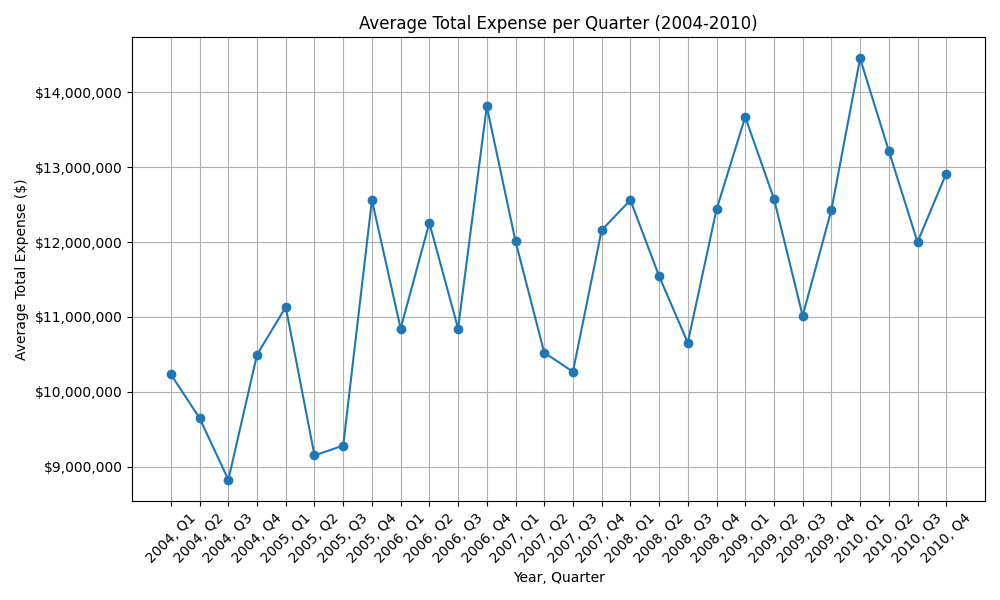 Average Total Expense per Quarter (2004-2010)
$14,000,000
$13,000,000
$12,000,000
$11,000,000
$10,000,000
$9,000,000
Average Total Expense ($)
2004, Q1
2004, Q2
2004, Q3
2004, Q4
2005, Q1
2005, Q2
2005, Q3
2005, Q4
2006, Q1
2006, Q2
2006, Q3
2006, Q4
2007, Q1
2007, Q2
2007, Q3
2007, Q4
2008, Q1
2008, Q2
2008, Q3
2008, Q4
2009, Q1
2009, Q2
2009, Q3
2009, Q4
2010, Q1
2010, Q2
2010, Q3
2010, Q4
Year, Quarter